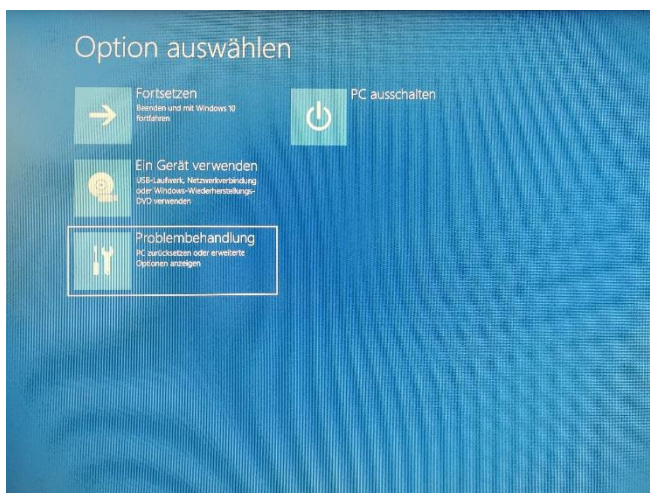 Option auswählen
Fortsetzen
Beenden und mit Windows 10
fortfahren
PC ausschalten
Ein Gerät verwenden
USB-Laufwerk, Netzwerkverbindung
oder Windows-Wiederherstellungs-
DVD verwenden
Problembehandlung
PC zurücksetzen oder erweiterte
Optionen anzeigen